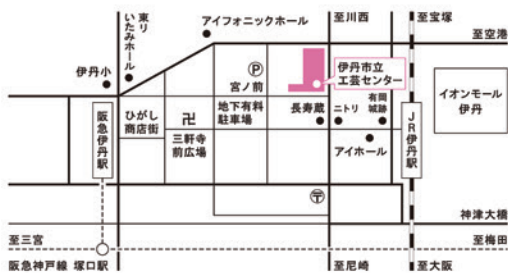 至川西
至宝塚
至空港
東リ
いたみホール
アイフォニックホール
伊丹小
P
宮ノ前
地下有料
駐車場
伊丹市立
工芸センター
イオンモール
伊丹
阪急伊丹駅
ひがし
商店街
卍
三軒寺
前広場
長寿蔵
ニトリ
有岡
城跡
アイホール
JR伊丹駅
〒
神津大橋
至三宮
至梅田
阪急神戸線 塚口駅
至尼崎
至大阪